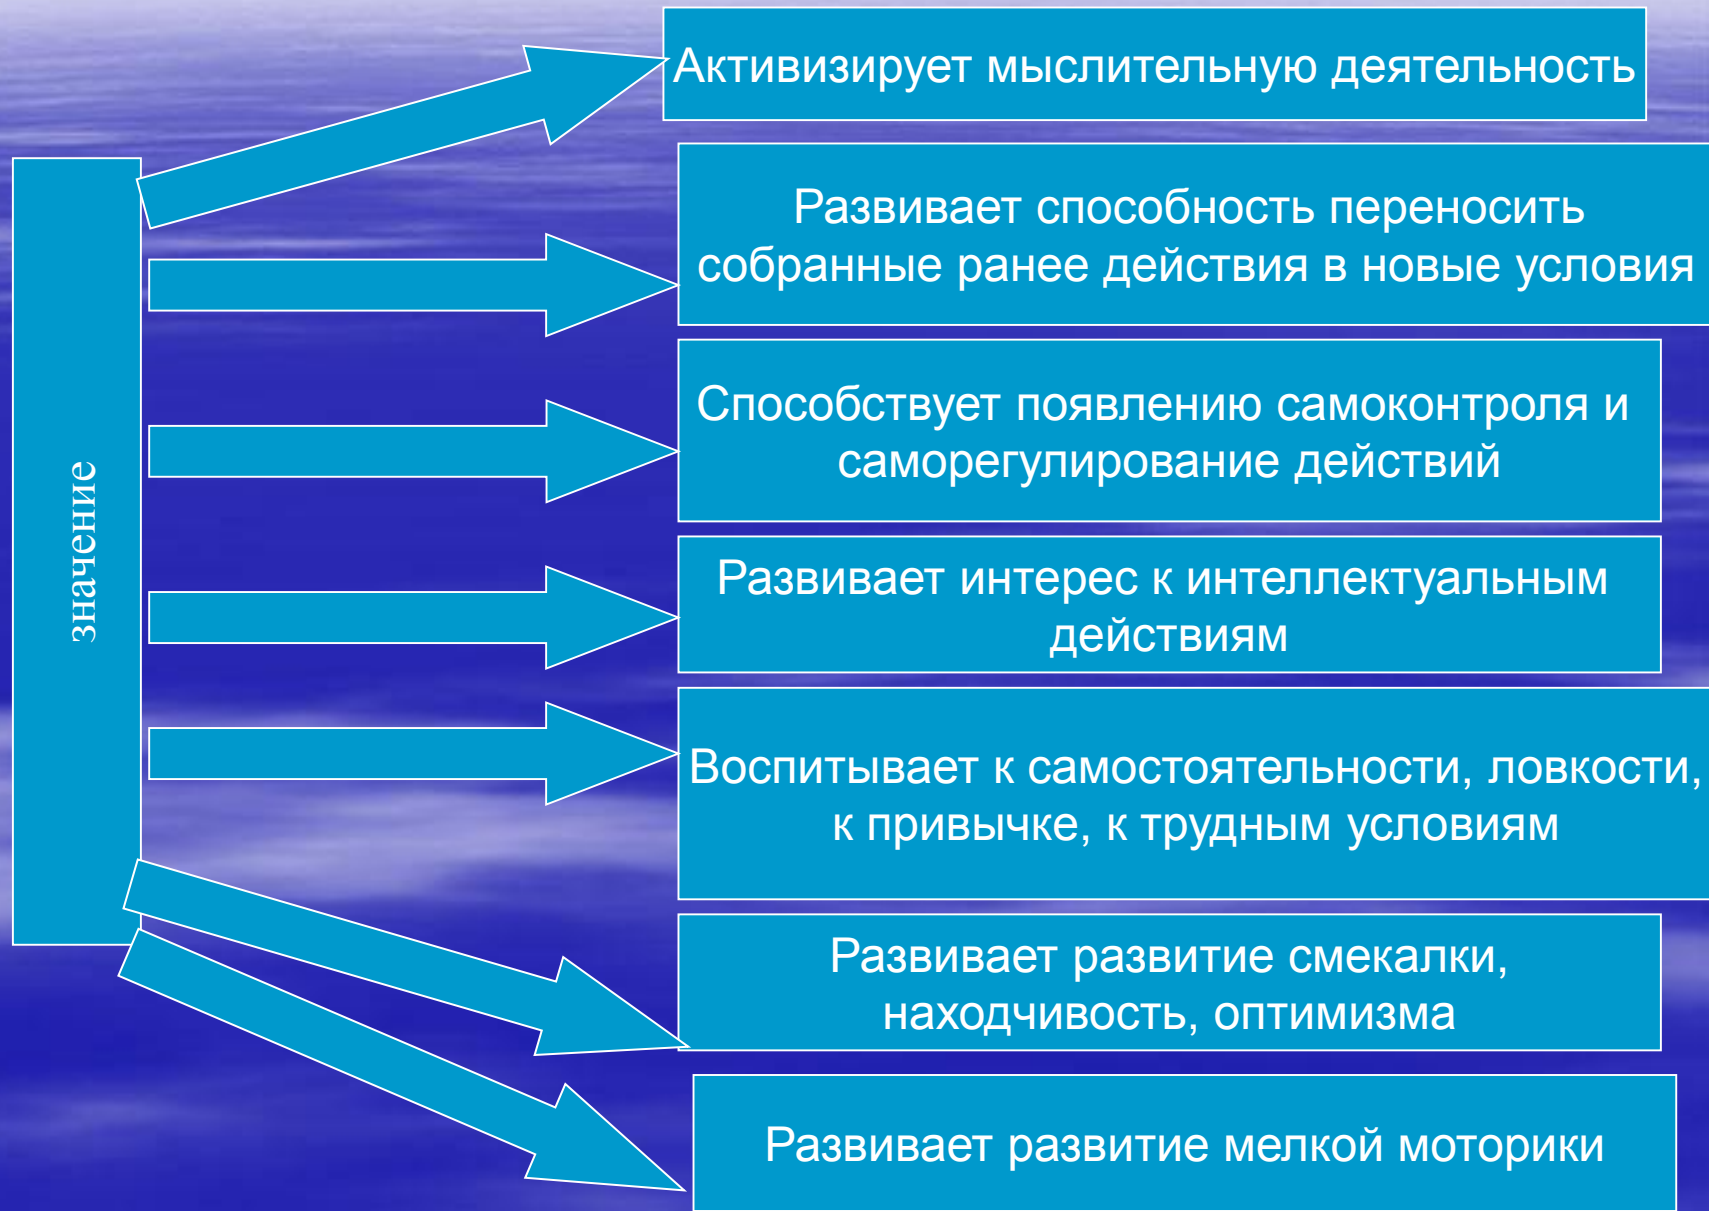 значение
Активизирует мыслительную деятельность
Развивает способность переносить
собранные ранее действия в новые условия
Способствует появлению самоконтроля и
саморегулирование действий
Развивает интерес к интеллектуальным
действиям
Воспитывает к самостоятельности, ловкости,
к привычке, к трудным условиям
Развивает развитие смекалки,
находчивость, оптимизма
Развивает развитие мелкой моторики